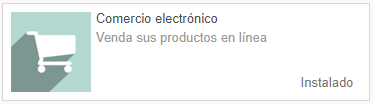 Comercio electrónico
Venda sus productos en línea
Instalado